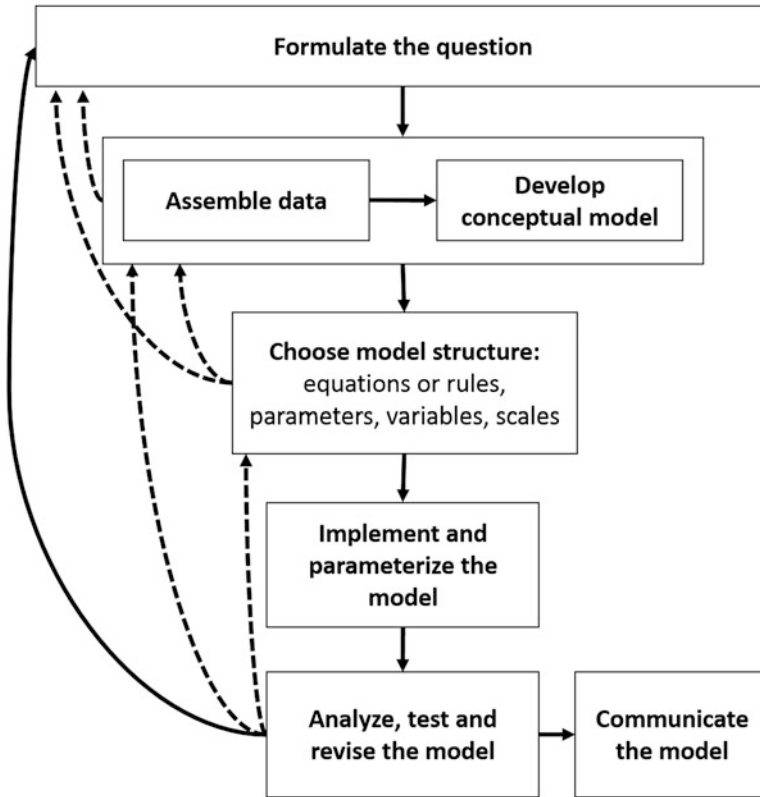 Formulate the question
Assemble data
Develop
conceptual model
Choose model structure:
equations or rules,
parameters, variables, scales
Implement and
parameterize the
model
Analyze, test and
revise the model
Communicate
the model